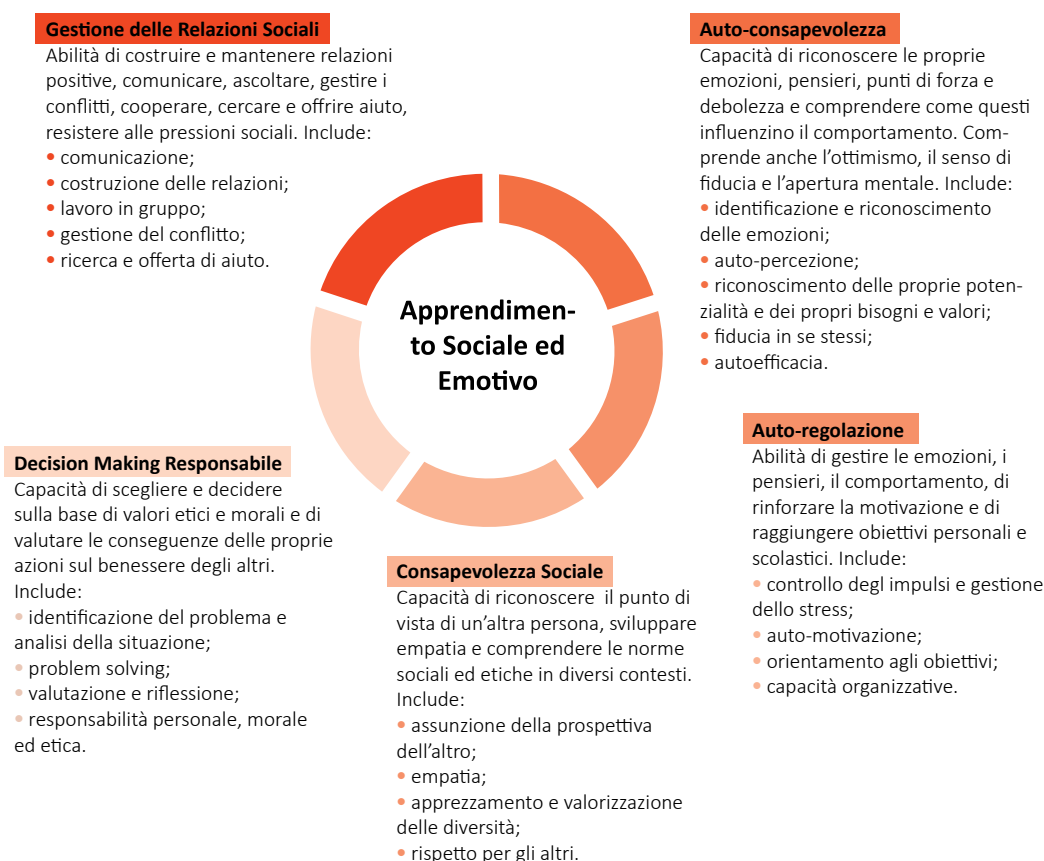 Gestione delle Relazioni Sociali
Abilità di costruire e mantenere relazioni
positive, comunicare, ascoltare, gestire i
conflitti, cooperare, cercare e offrire aiuto,
resistere alle pressioni sociali. Include:
• comunicazione;
• costruzione delle relazioni;
• lavoro in gruppo;
• gestione del conflitto;
• ricerca e offerta di aiuto.
Auto-consapevolezza
Capacità di riconoscere le proprie
emozioni, pensieri, punti di forza e
debolezza e comprendere come questi
influenzino il comportamento. Com-
prende anche l’ottimismo, il senso di
fiducia e l’apertura mentale. Include:
• identificazione e riconoscimento
delle emozioni;
• auto-percezione;
• riconoscimento delle proprie poten-
zialità e dei propri bisogni e valori;
• fiducia in se stessi;
• autoefficacia.
Apprendimen-
to Sociale ed
Emotivo
Auto-regolazione
Abilità di gestire le emozioni, i
pensieri, il comportamento, di
rinforzare la motivazione e di
raggiungere obiettivi personali e
scolastici. Include:
• controllo degl impulsi e gestione
dello stress;
• auto-motivazione;
• orientamento agli obiettivi;
• capacità organizzative.
Decision Making Responsabile
Capacità di scegliere e decidere
sulla base di valori etici e morali e di
valutare le conseguenze delle proprie
azioni sul benessere degli altri.
Include:
• identificazione del problema e
analisi della situazione;
• problem solving;
• valutazione e riflessione;
• responsabilità personale, morale
ed etica.
Consapevolezza Sociale
Capacità di riconoscere  il punto di
vista di un’altra persona, sviluppare
empatia e comprendere le norme
sociali ed etiche in diversi contesti.
Include:
• assunzione della prospettiva
dell’altro;
• empatia;
• apprezzamento e valorizzazione
delle diversità;
• rispetto per gli altri.